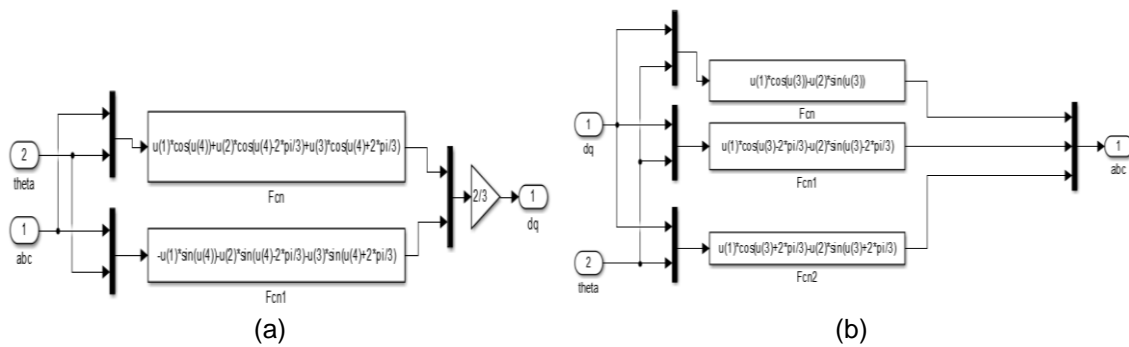 2
theta
1
abc
u(1)*cos(u(4))+u(2)*cos(u(4)-2*pi/3)+u(3)*cos(u(4)+2*pi/3)
Fcn
-u(1)*sin(u(4))-u(2)*sin(u(4)-2*pi/3)-u(3)*sin(u(4)+2*pi/3)
Fcn1
2/3
1
dq
(a)
1
dq
2
theta
u(1)*cos(u(3))-u(2)*sin(u(3))
Fcn
u(1)*cos(u(3)-2*pi/3)-u(2)*sin(u(3)-2*pi/3)
Fcn1
u(1)*cos(u(3)+2*pi/3)-u(2)*sin(u(3)+2*pi/3)
Fcn2
1
abc
(b)